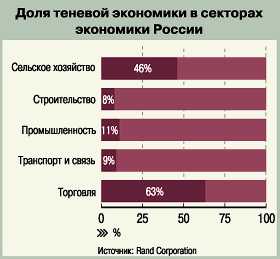 Доля теневой экономики в секторах
экономики России
Сельское хозяйство 46%
Строительство 8%
Промышленность 11%
Транспорт и связь 9%
Торговля 63%
0 25 50 75 100
%
Источник: Rand Corporation